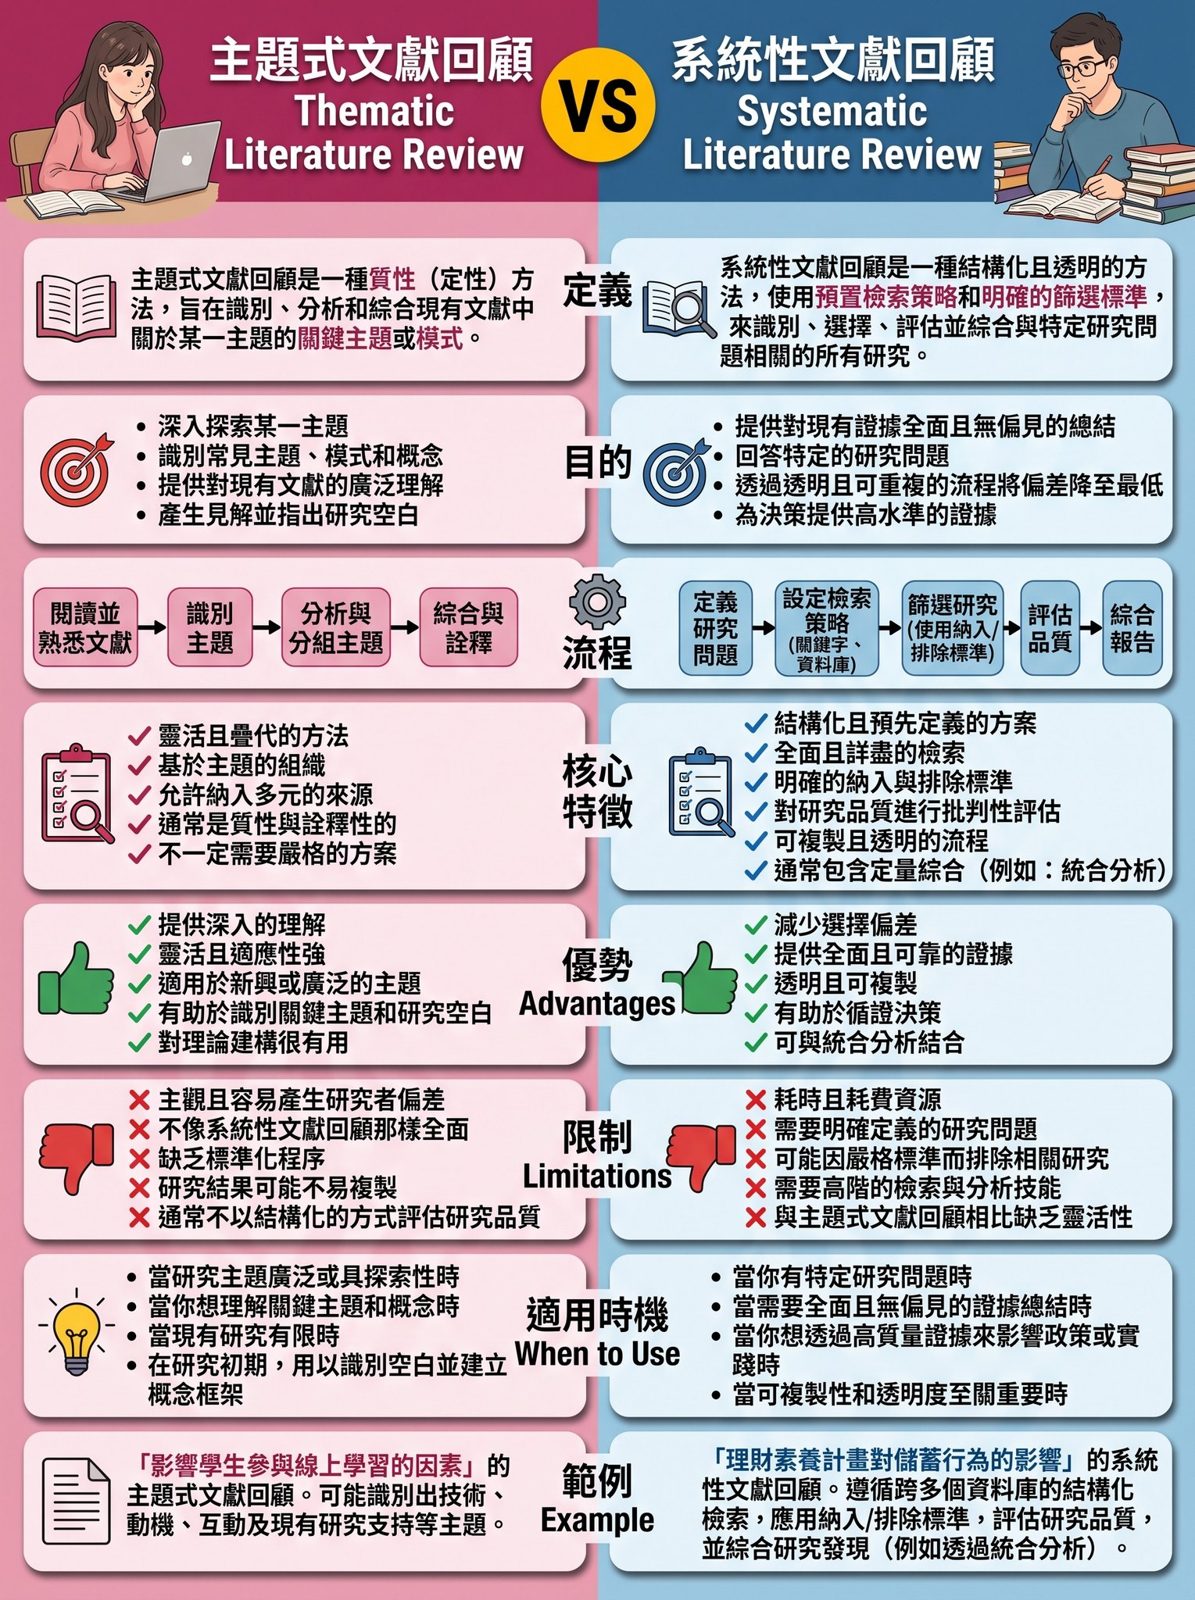 主題式文獻回顧
Thematic
Literature Review
VS
系統性文獻回顧
Systematic
Literature Review
定義
主題式文獻回顧是一種質性（定性）方
法，旨在識別、分析和綜合現有文獻中
關於某一主題的關鍵主題或模式。
系統性文獻回顧是一種結構化且透明的方
法，使用預置檢索策略和明確的篩選標準，
來識別、選擇、評估並綜合與特定研究問
題相關的所有研究。
目的
• 深入探索某一主題
• 識別常見主題、模式和概念
• 提供對現有文獻的廣泛理解
• 產生見解並指出研究空白
• 提供對現有證據全面且無偏見的總結
• 回答特定的研究問題
• 透過透明且可重複的流程將偏差降至最低
• 為決策提供高水準的證據
流程
閱讀並
熟悉文獻
識別
主題
分析與
分組主題
綜合與
詮釋
定義
研究
問題
設定檢索
策略
(關鍵字、
資料庫)
篩選研究
(使用納入/
排除標準)
評估
品質
綜合
報告
核心
特徵
靈活且疊代的方法
基於主題的組織
允許納入多元的來源
通常是質性與詮釋性的
不一定需要嚴格的方案
結構化且預先定義的方案
全面且詳盡的檢索
明確的納入與排除標準
對研究品質進行批判性評估
可複製且透明的流程
通常包含定量綜合（例如：統合分析）
優勢
Advantages
提供深入的理解
靈活且適應性強
適用於新興或廣泛的主題
有助於識別關鍵主題和研究空白
對理論建構很有用
減少選擇偏差
提供全面且可靠的證據
透明且可複製
有助於循證決策
可與統合分析結合
限制
Limitations
主觀且容易產生研究者偏差
不像系統性文獻回顧那樣全面
缺乏標準化程序
研究結果可能不易複製
通常不以結構化的方式評估研究品質
耗時且耗費資源
需要明確定義的研究問題
可能因嚴格標準而排除相關研究
需要高階的檢索與分析技能
與主題式文獻回顧相比缺乏靈活性
適用時機
When to Use
• 當研究主題廣泛或具探索性時
• 當你想理解關鍵主題和概念時
• 當現有研究有限時
• 在研究初期，用以識別空白並建立
概念框架
• 當你有特定研究問題時
• 當需要全面且無偏見的證據總結時
• 當你想透過高質量證據來影響政策或實
踐時
• 當可複製性和透明度至關重要時
範例
Example
「影響學生參與線上學習的因素」的
主題式文獻回顧。可能識別出技術、
動機、互動及現有研究支持等主題。
「理財素養計畫對儲蓄行為的影響」的系統
性文獻回顧。遵循跨多個資料庫的結構化
檢索，應用納入/排除標準，評估研究品質，
並綜合研究發現（例如透過統合分析）。